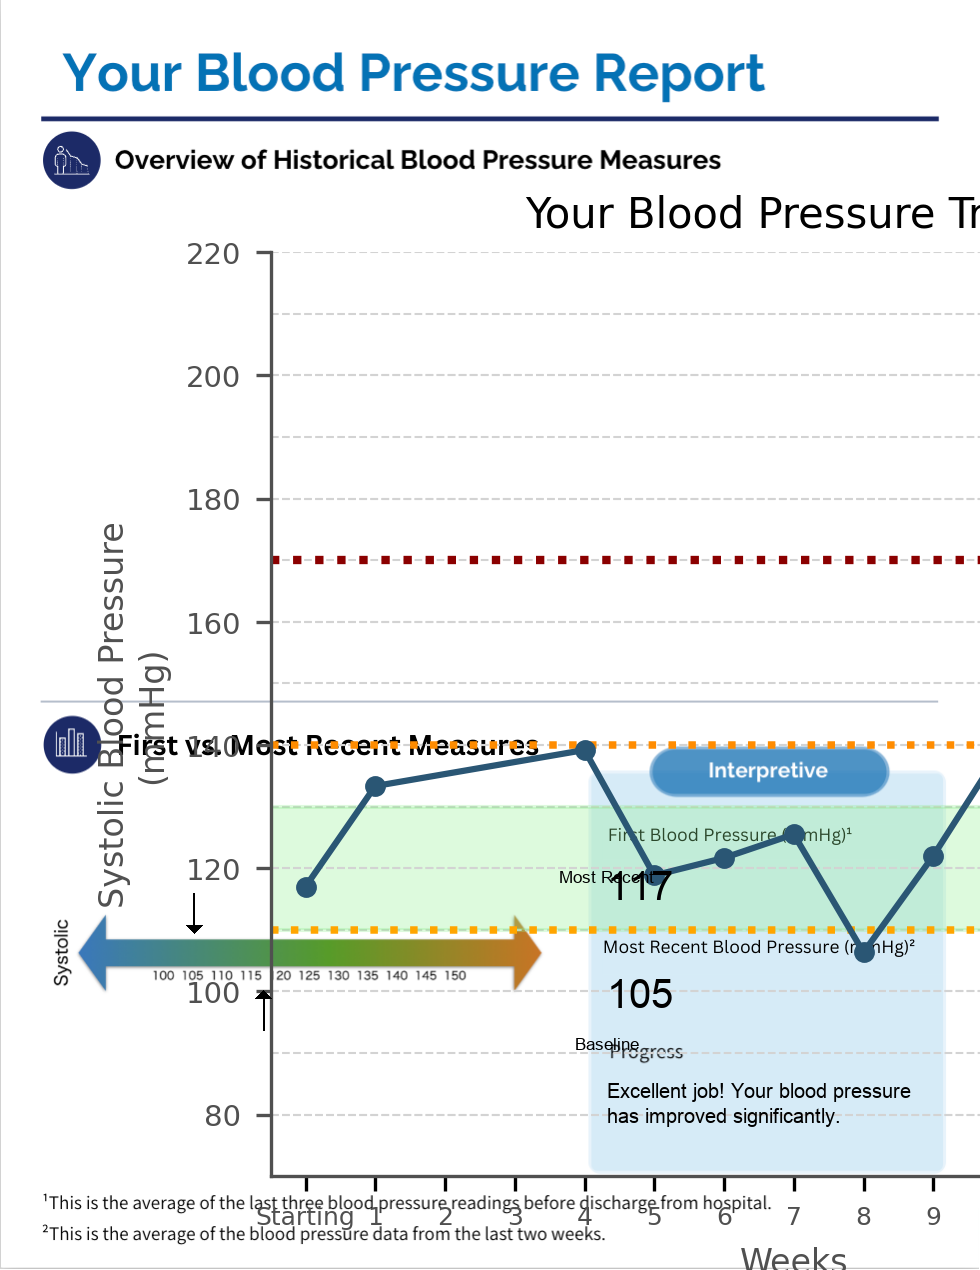 Your Blood Pressure Report
Overview of Historical Blood Pressure Measures
Your Blood Pressure Tr
220
200
180
160
140
120
100
80
Systolic Blood Pressure
(mmHg)
First vs. Most Recent Measures
Interpretive
First Blood Pressure (mmHg)¹
Most Recent
117
Most Recent Blood Pressure (mmHg)²
105
Baseline
Progress
Excellent job! Your blood pressure
has improved significantly.
Systolic
100 105 110 115 120 125 130 135 140 145 150
¹This is the average of the last three blood pressure readings before discharge from hospital.
Starting 1 2 3 4 5 6 7 8 9
²This is the average of the blood pressure data from the last two weeks.
Weeks